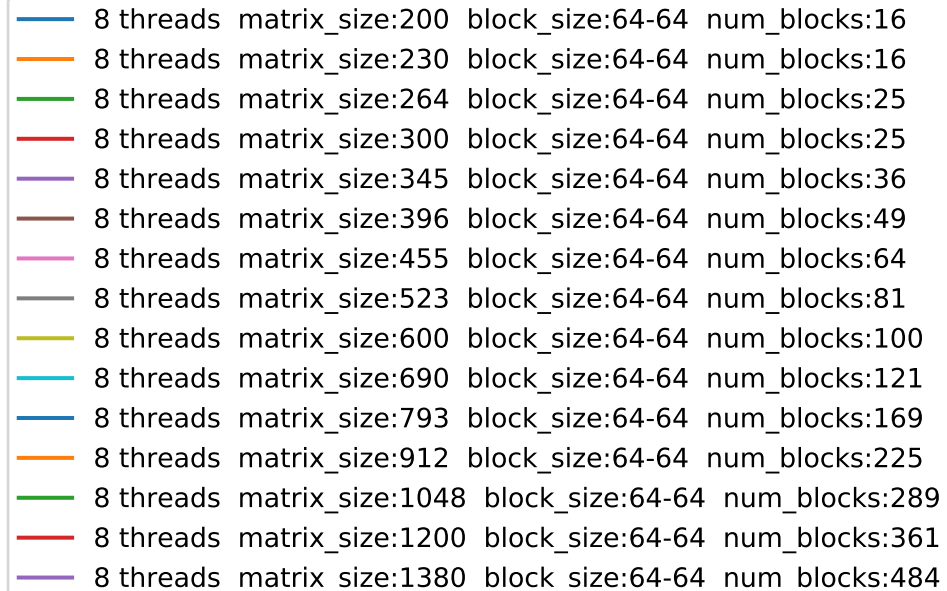 8 threads matrix_size:200 block_size:64-64 num_blocks:16
8 threads matrix_size:230 block_size:64-64 num_blocks:16
8 threads matrix_size:264 block_size:64-64 num_blocks:25
8 threads matrix_size:300 block_size:64-64 num_blocks:25
8 threads matrix_size:345 block_size:64-64 num_blocks:36
8 threads matrix_size:396 block_size:64-64 num_blocks:49
8 threads matrix_size:455 block_size:64-64 num_blocks:64
8 threads matrix_size:523 block_size:64-64 num_blocks:81
8 threads matrix_size:600 block_size:64-64 num_blocks:100
8 threads matrix_size:690 block_size:64-64 num_blocks:121
8 threads matrix_size:793 block_size:64-64 num_blocks:169
8 threads matrix_size:912 block_size:64-64 num_blocks:225
8 threads matrix_size:1048 block_size:64-64 num_blocks:289
8 threads matrix_size:1200 block_size:64-64 num_blocks:361
8 threads matrix_size:1380 block_size:64-64 num_blocks:484